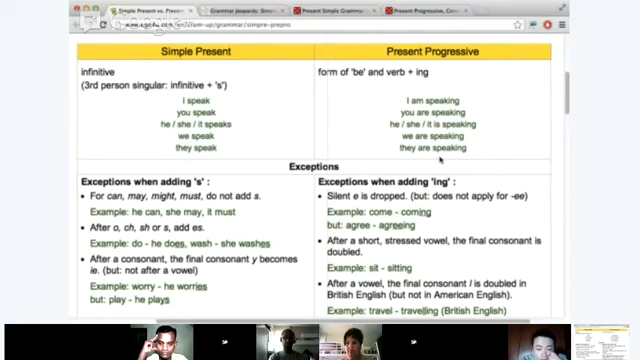 Simple Present vs. Prese
Grammar Jeopardy: Simple
Present Simple Grammar
Present Progressive, Com
Google
Simple Present
Present Progressive
infinitive
(3rd person singular: infinitive + 's')
form of 'be' and verb + ing
I speak
you speak
he / she / it speaks
we speak
they speak
I am speaking
you are speaking
he / she / it is speaking
we are speaking
they are speaking
Exceptions
Exceptions when adding 's' :
• For can, may, might, must, do not add s.
Example: he can, she may, it must
• After o, ch, sh or s, add es.
Example: do - he does, wash - she washes
• After a consonant, the final consonant y becomes
ie. (but: not after a vowel)
Example: worry - he worries
but: play - he plays
Exceptions when adding 'ing' :
• Silent e is dropped. (but: does not apply for -ee)
Example: come - coming
but: agree - agreeing
• After a short, stressed vowel, the final consonant is
doubled.
Example: sit - sitting
• After a vowel, the final consonant l is doubled in
British English (but not in American English).
Example: travel - travelling (British English)